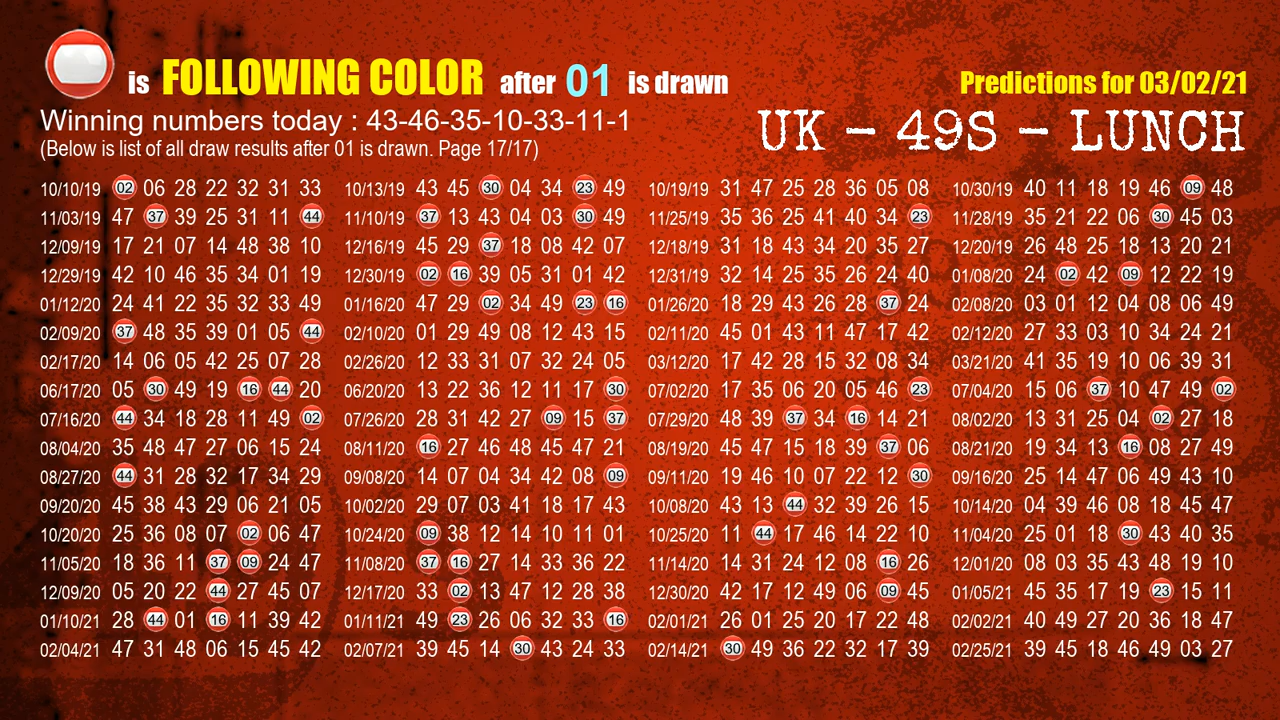 is FOLLOWING COLOR after 01 is drawn
Predictions for 03/02/21
Winning numbers today : 43-46-35-10-33-11-1
UK - 49S - LUNCH
(Below is list of all draw results after 01 is drawn. Page 17/17)
10/10/19 02 06 28 22 32 31 33 10/13/19 43 45 30 04 34 23 49 10/19/19 31 47 25 28 36 05 08 10/30/19 40 11 18 19 46 09 48
11/03/19 47 37 39 25 31 11 44 11/10/19 37 13 43 04 03 30 49 11/25/19 35 36 25 41 40 34 23 11/28/19 35 21 22 06 30 45 03
12/09/19 17 21 07 14 48 38 10 12/16/19 45 29 37 18 08 42 07 12/18/19 31 18 43 34 20 35 27 12/20/19 26 48 25 18 13 20 21
12/29/19 42 10 46 35 34 01 19 12/30/19 02 16 39 05 31 01 42 12/31/19 32 14 25 35 26 24 40 01/08/20 24 02 42 09 12 22 19
01/12/20 24 41 22 35 32 33 49 01/16/20 47 29 02 34 49 23 16 01/26/20 18 29 43 26 28 37 24 02/08/20 03 01 12 04 08 06 49
02/09/20 37 48 35 39 01 05 44 02/10/20 01 29 49 08 12 43 15 02/11/20 45 01 43 11 47 17 42 02/12/20 27 33 03 10 34 24 21
02/17/20 14 06 05 42 25 07 28 02/26/20 12 33 31 07 32 24 05 03/12/20 17 42 28 15 32 08 34 03/21/20 41 35 19 10 06 39 31
06/17/20 05 30 49 19 16 44 20 06/20/20 13 22 36 12 11 17 30 07/02/20 17 35 06 20 05 46 23 07/04/20 15 06 37 10 47 49 02
07/16/20 44 34 18 28 11 49 02 07/26/20 28 31 42 27 09 15 37 07/29/20 48 39 37 34 16 14 21 08/02/20 13 31 25 04 02 27 18
08/04/20 35 48 47 27 06 15 24 08/11/20 16 27 46 48 45 47 21 08/19/20 45 47 15 18 39 37 06 08/21/20 19 34 13 16 08 27 49
08/27/20 44 31 28 32 17 34 29 09/08/20 14 07 04 34 42 08 09 09/11/20 19 46 10 07 22 12 30 09/16/20 25 14 47 06 49 43 10
09/20/20 45 38 43 29 06 21 05 10/02/20 29 07 03 41 18 17 43 10/08/20 43 13 44 32 39 26 15 10/14/20 04 39 46 08 18 45 47
10/20/20 25 36 08 07 02 06 47 10/24/20 09 38 12 14 10 11 01 10/25/20 11 44 17 46 14 22 10 11/04/20 25 01 18 30 43 40 35
11/05/20 18 36 11 37 09 24 47 11/08/20 37 16 27 14 33 36 22 11/14/20 14 31 24 12 08 16 26 12/01/20 08 03 35 43 48 19 10
12/09/20 05 20 22 44 27 45 07 12/17/20 33 02 13 47 12 28 38 12/30/20 42 17 12 49 06 09 45 01/05/21 45 35 17 19 23 15 11
01/10/21 28 44 01 16 11 39 42 01/11/21 49 23 26 06 32 33 16 02/01/21 26 01 25 20 17 22 48 02/02/21 40 49 27 20 36 18 47
02/04/21 47 31 48 06 15 45 42 02/07/21 39 45 14 30 43 24 33 02/14/21 30 49 36 22 32 17 39 02/25/21 39 45 18 46 49 03 27